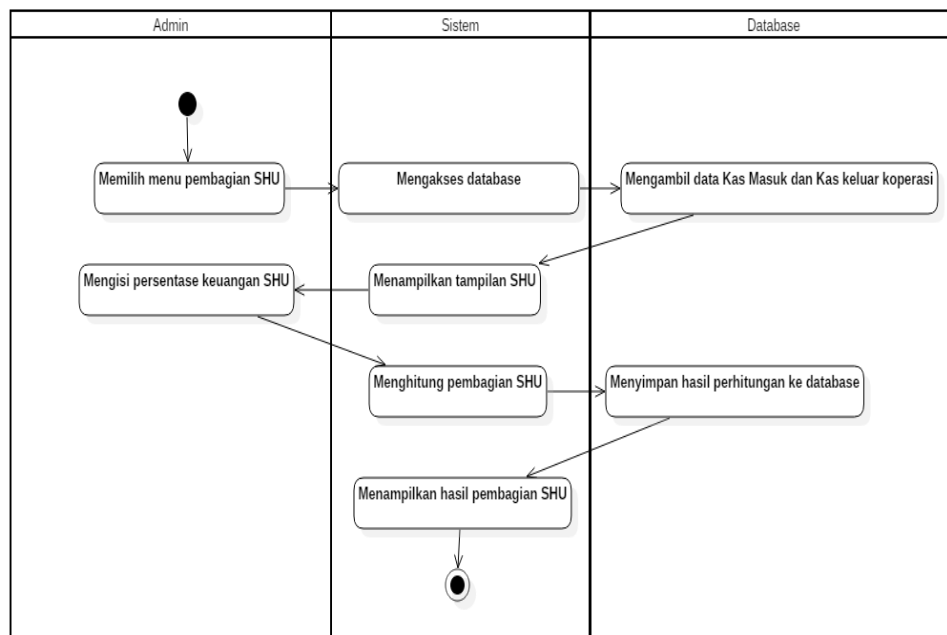 Admin
Sistem
Database
Memilih menu pembagian SHU
Mengakses database
Mengambil data Kas Masuk dan Kas keluar koperasi
Mengisi persentase keuangan SHU
Menampilkan tampilan SHU
Menghitung pembagian SHU
Menyimpan hasil perhitungan ke database
Menampilkan hasil pembagian SHU